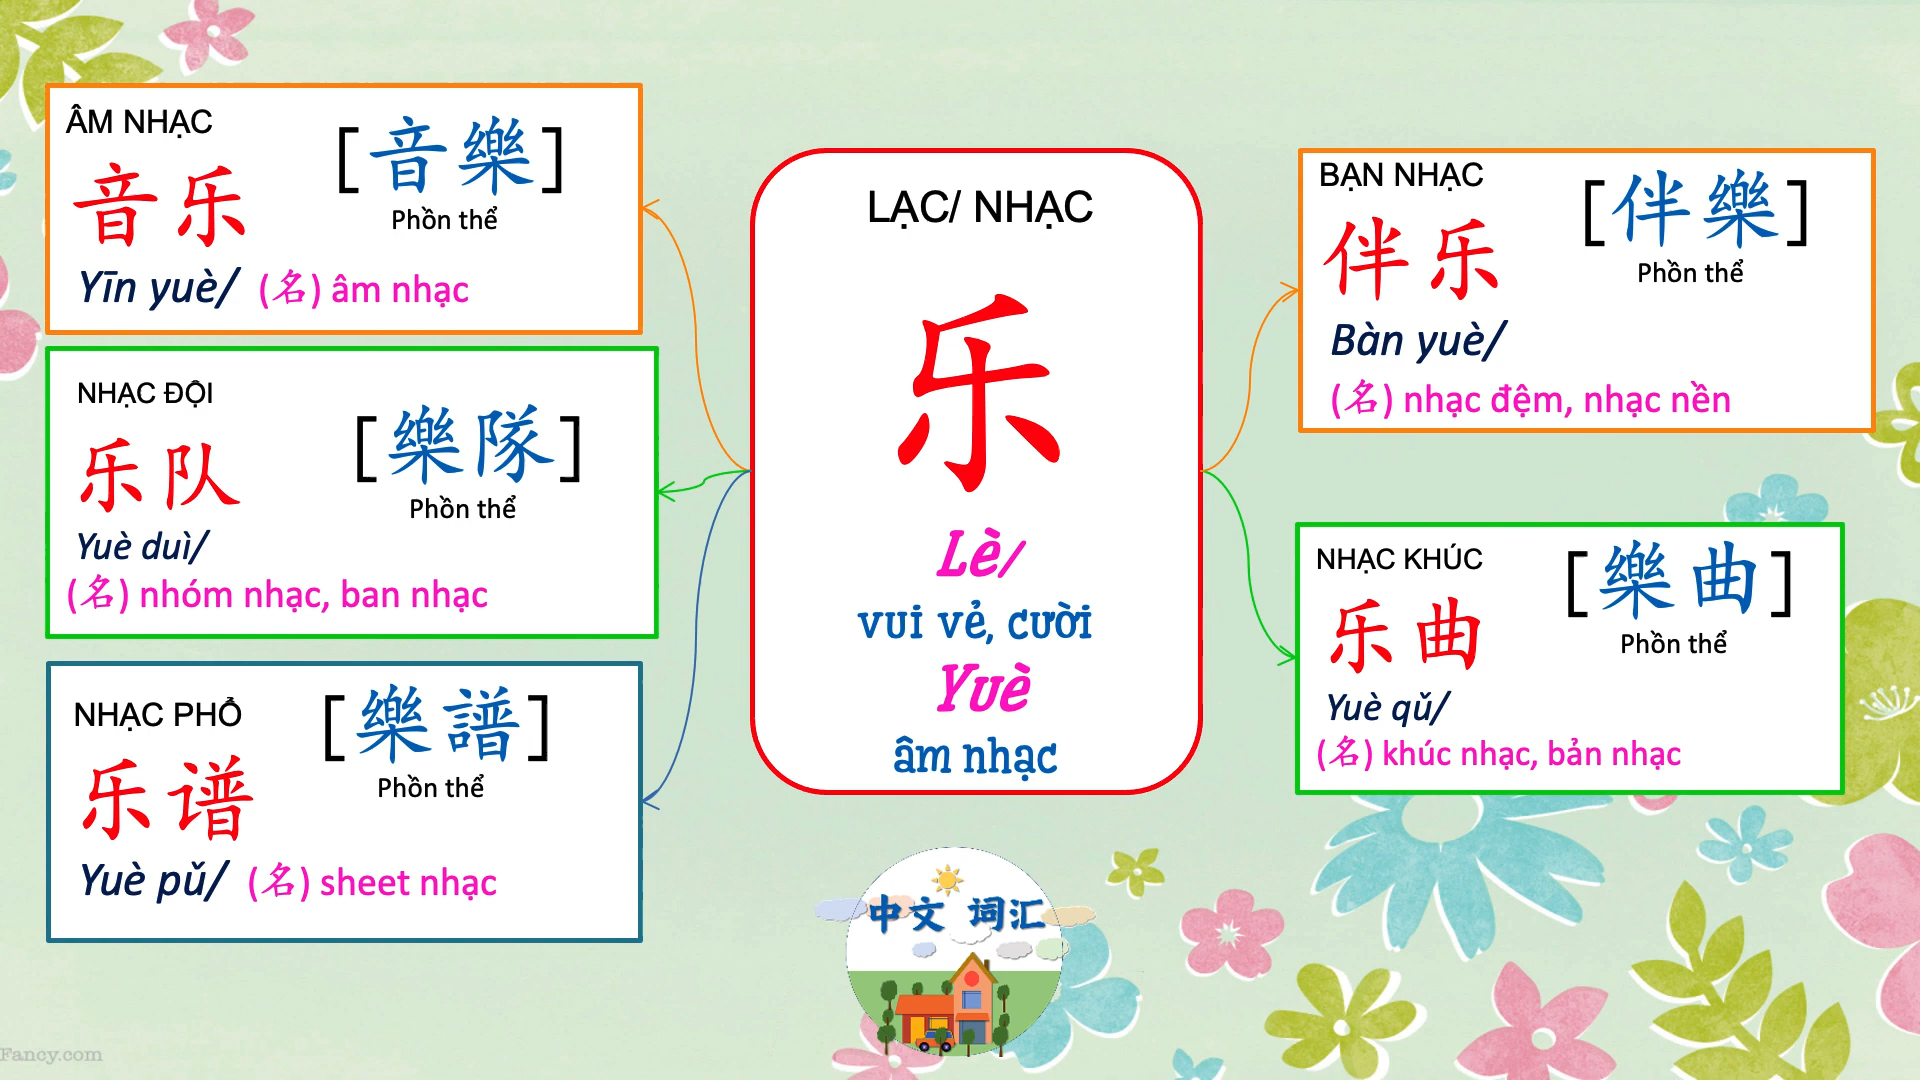 ÂM NHẠC
音乐
[音樂]
Phồn thể
Yīn yuè/ (名) âm nhạc
NHẠC ĐỘI
乐队
[樂隊]
Phồn thể
Yuè duì/
(名) nhóm nhạc, ban nhạc
NHẠC PHỔ
乐谱
[樂譜]
Phồn thể
Yuè pǔ/ (名) sheet nhạc
LẠC/ NHẠC
乐
Lè/
vui vẻ, cười
Yuè
âm nhạc
BẠN NHẠC
伴乐
[伴樂]
Phồn thể
Bàn yuè/
(名) nhạc đệm, nhạc nền
NHẠC KHÚC
乐曲
[樂曲]
Phồn thể
Yuè qǔ/
(名) khúc nhạc, bản nhạc
中文 词汇
Fancy.com